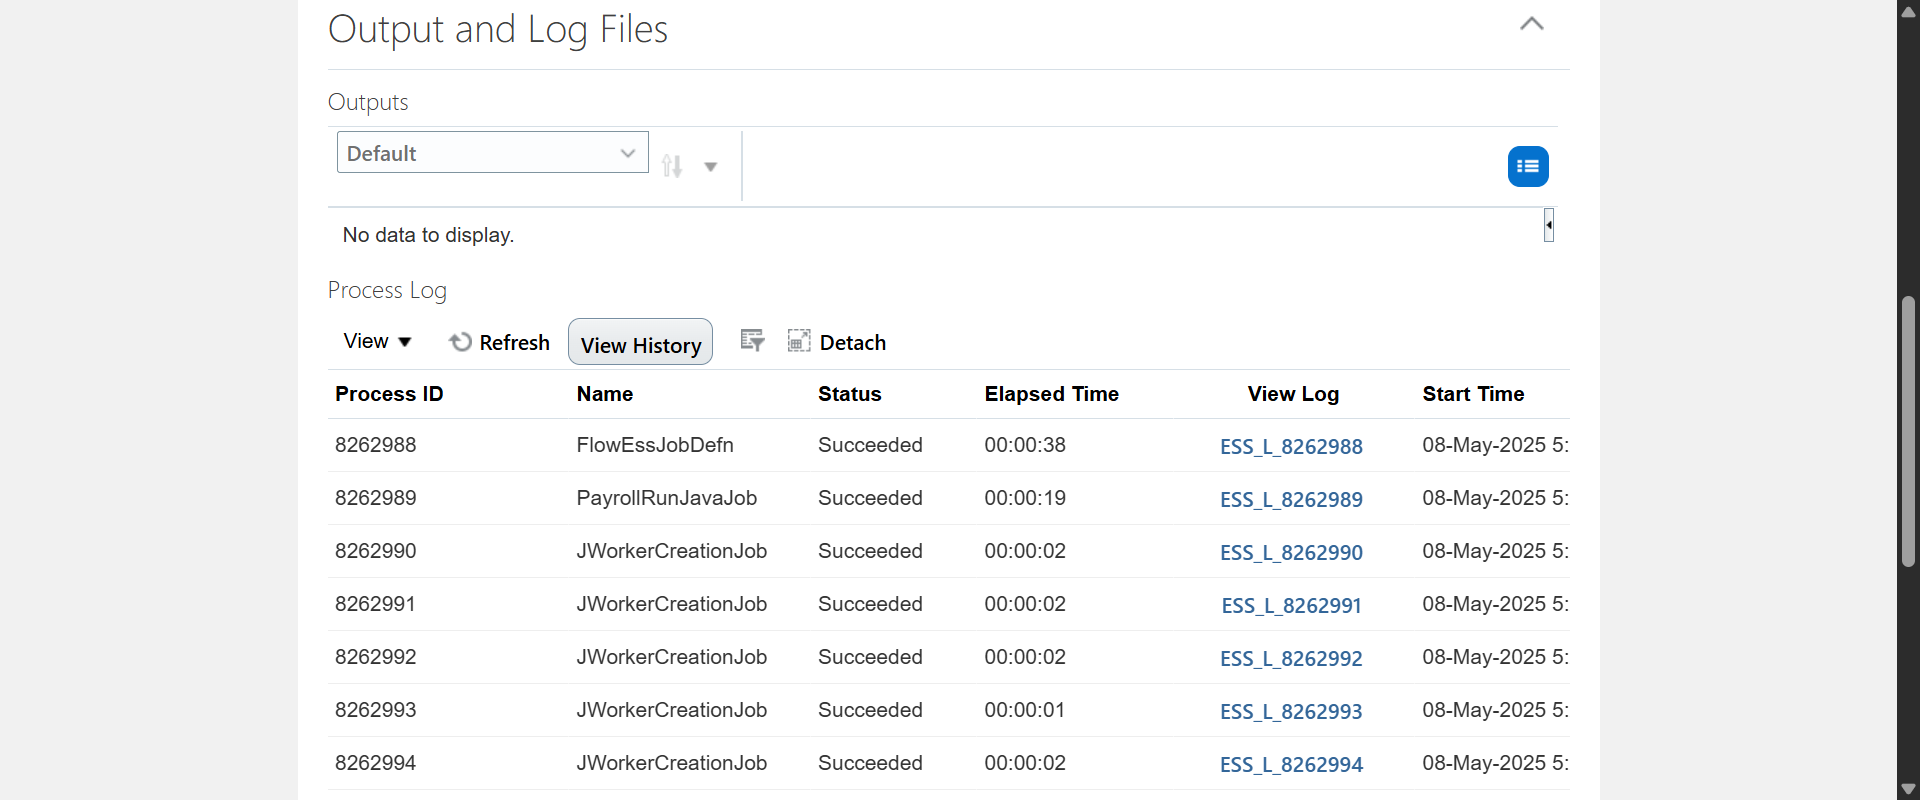 Output and Log Files
Outputs
Default
No data to display.
Process Log
View Refresh View History Detach
Process ID Name Status Elapsed Time View Log Start Time
8262988 FlowEssJobDefn Succeeded 00:00:38 ESS_L_8262988 08-May-2025 5:
8262989 PayrollRunJavaJob Succeeded 00:00:19 ESS_L_8262989 08-May-2025 5:
8262990 JWorkerCreationJob Succeeded 00:00:02 ESS_L_8262990 08-May-2025 5:
8262991 JWorkerCreationJob Succeeded 00:00:02 ESS_L_8262991 08-May-2025 5:
8262992 JWorkerCreationJob Succeeded 00:00:02 ESS_L_8262992 08-May-2025 5:
8262993 JWorkerCreationJob Succeeded 00:00:01 ESS_L_8262993 08-May-2025 5:
8262994 JWorkerCreationJob Succeeded 00:00:02 ESS_L_8262994 08-May-2025 5: